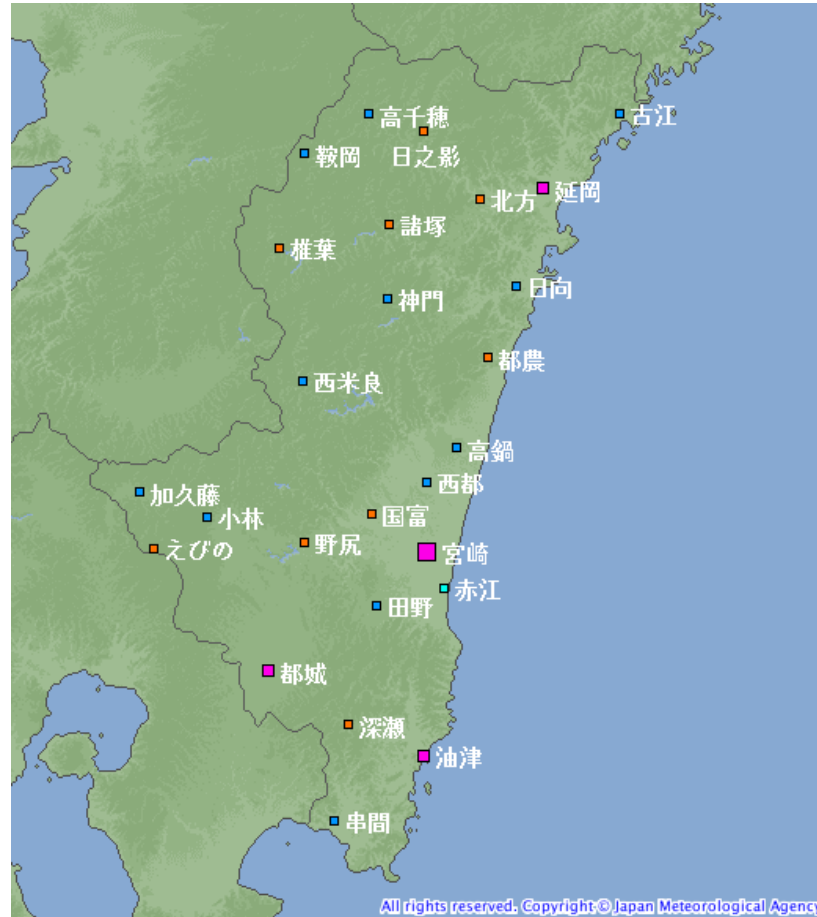 高千穂
古江
日之影
鞍岡
延岡
北方
諸塚
椎葉
日向
神門
都農
西米良
高鍋
西都
加久藤
国富
小林
野尻
えびの
宮崎
赤江
田野
都城
深瀬
油津
串間
All rights reserved. Copyright © Japan Meteorological Agency